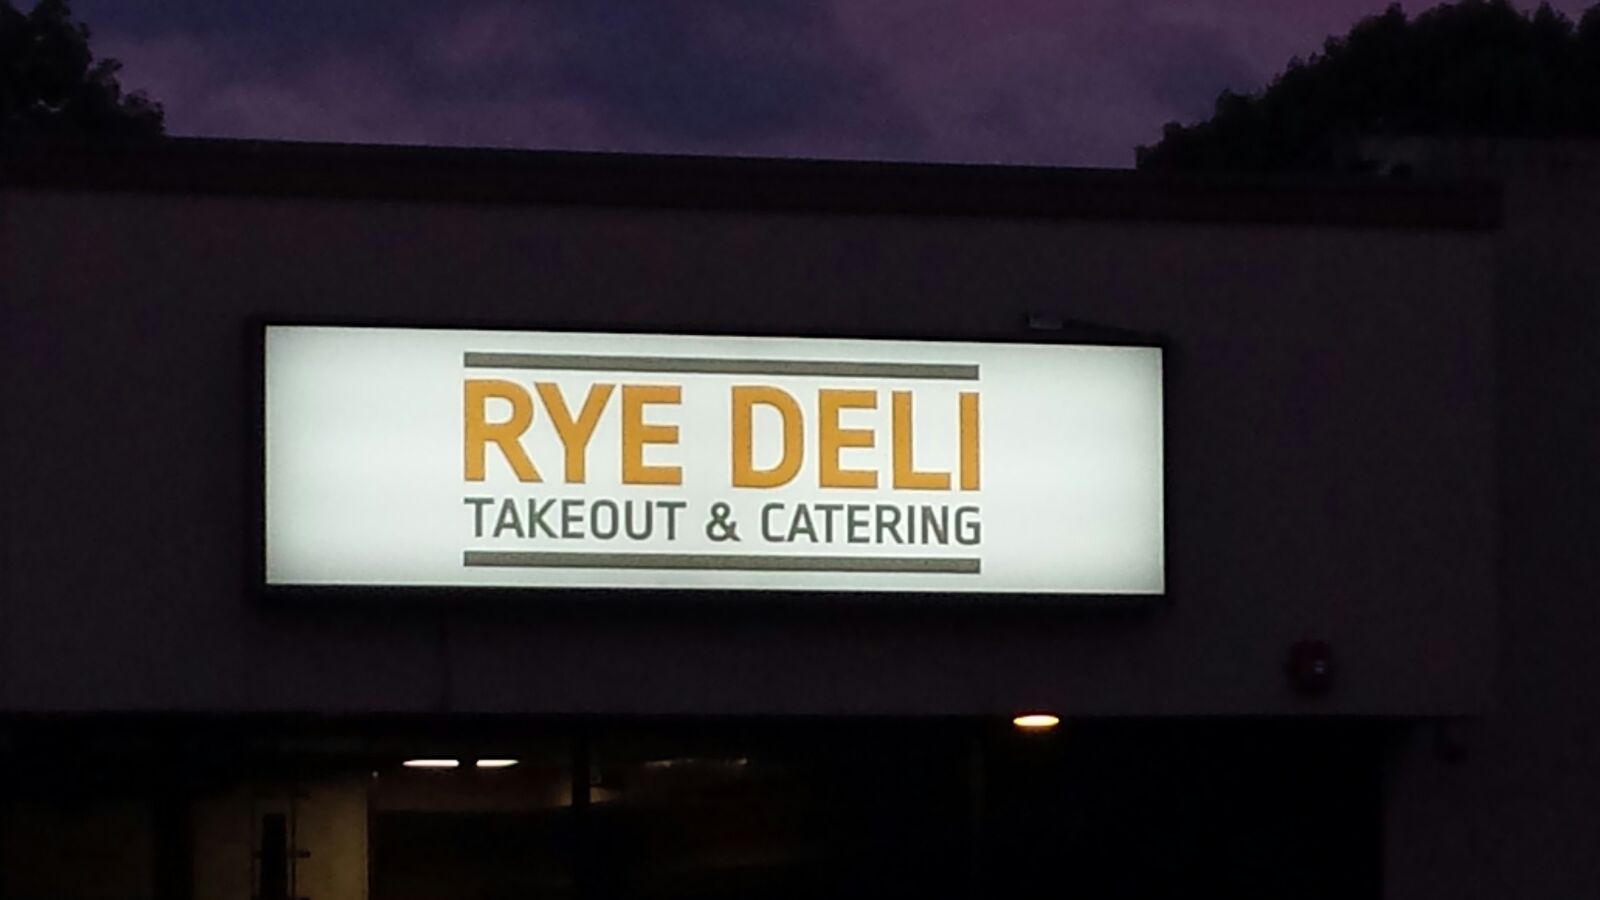 RYE DELI
TAKEOUT & CATERING